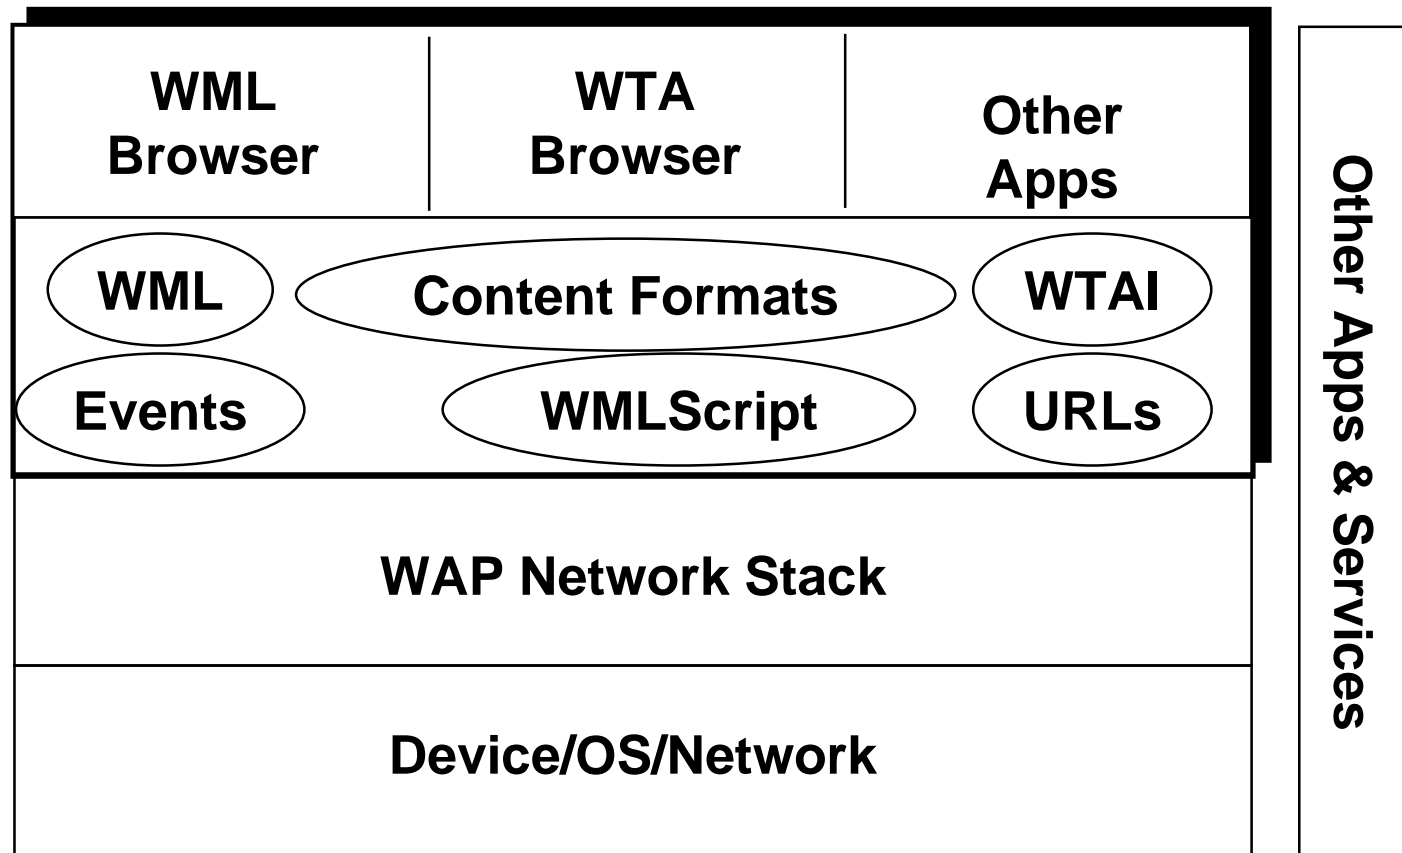 WML
Browser
WTA
Browser
Other
Apps
WML
Content Formats
WTAI
Events
WMLScript
URLs
WAP Network Stack
Device/OS/Network
Other Apps & Services